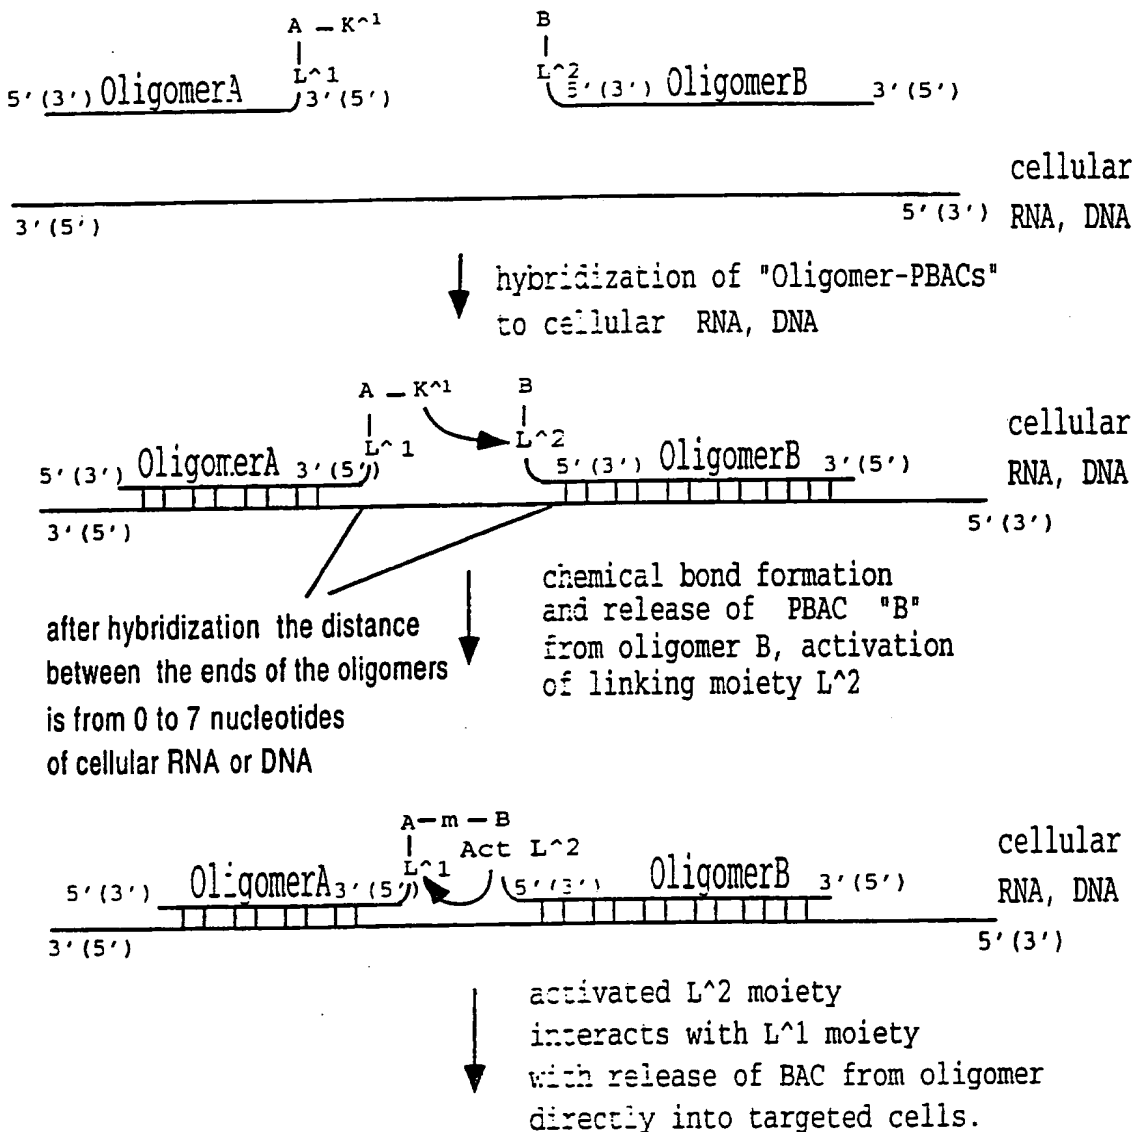 A — K^1
B
L^1
L^2
5'(3') OligomerA 3'(5')
5'(3') OligomerB 3'(5')
cellular
RNA, DNA
3'(5')
5'(3')
hybridization of "Oligomer-PBACs"
to cellular RNA, DNA
A — K^1
B
L^1
L^2
5'(3') OligomerA 3'(5')
5'(3') OligomerB 3'(5')
cellular
RNA, DNA
3'(5')
5'(3')
after hybridization the distance
between the ends of the oligomers
is from 0 to 7 nucleotides
of cellular RNA or DNA
chemical bond formation
and release of PBAC "B"
from oligomer B, activation
of linking moiety L^2
A — m — B
L^1
Act L^2
5'(3') OligomerA 3'(5')
5'(3') OligomerB 3'(5')
cellular
RNA, DNA
3'(5')
5'(3')
activated L^2 moiety
interacts with L^1 moiety
with release of BAC from oligomer
directly into targeted cells.